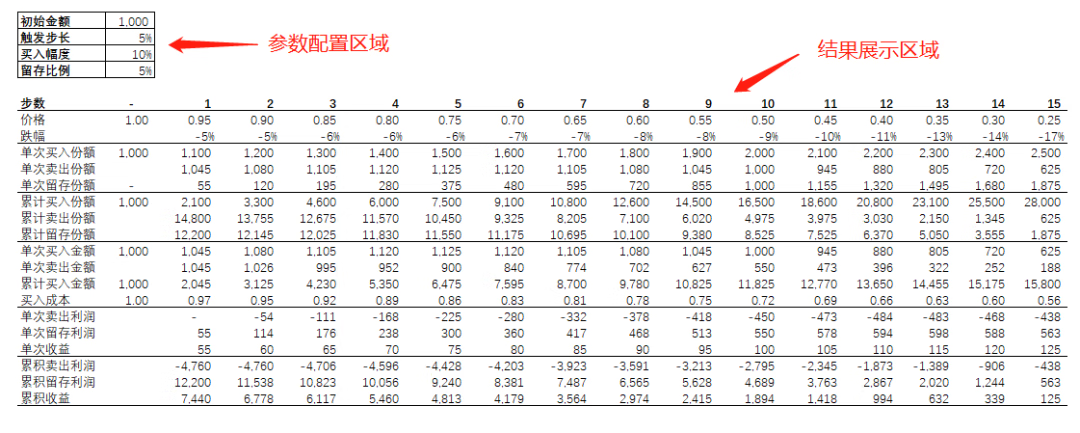 初始金额 1,000
触发步长 5%
买入幅度 10%
留存比例 5%
参数配置区域
结果展示区域
步数 - 1 2 3 4 5 6 7 8 9 10 11 12 13 14 15
价格 1.00 0.95 0.90 0.85 0.80 0.75 0.70 0.65 0.60 0.55 0.50 0.45 0.40 0.35 0.30 0.25
跌幅 -5% -5% -6% -6% -6% -7% -7% -8% -8% -9% -10% -11% -13% -14% -17%
单次买入份额 1,000 1,100 1,200 1,300 1,400 1,500 1,600 1,700 1,800 1,900 2,000 2,100 2,200 2,300 2,400 2,500
单次卖出份额 1,045 1,080 1,105 1,120 1,125 1,120 1,105 1,080 1,045 1,000 945 880 805 720 625
单次留存份额 - 55 120 195 280 375 480 595 720 855 1,000 1,155 1,320 1,495 1,680 1,875
累计买入份额 1,000 2,100 3,300 4,600 6,000 7,500 9,100 10,800 12,600 14,500 16,500 18,600 20,800 23,100 25,500 28,000
累计卖出份额 14,800 13,755 12,675 11,570 10,450 9,325 8,205 7,100 6,020 4,975 3,975 3,030 2,150 1,345 625
累计留存份额 12,200 12,145 12,025 11,830 11,550 11,175 10,695 10,100 9,380 8,525 7,525 6,370 5,050 3,555 1,875
单次买入金额 1,000 1,045 1,080 1,105 1,120 1,125 1,120 1,105 1,080 1,045 1,000 945 880 805 720 625
单次卖出金额 1,045 1,026 995 952 900 840 774 702 627 550 473 396 322 252 188
累计买入金额 1,000 2,045 3,125 4,230 5,350 6,475 7,595 8,700 9,780 10,825 11,825 12,770 13,650 14,455 15,175 15,800
买入成本 1.00 0.97 0.95 0.92 0.89 0.86 0.83 0.81 0.78 0.75 0.72 0.69 0.66 0.63 0.60 0.56
单次卖出利润 - -54 -111 -168 -225 -280 -332 -378 -418 -450 -473 -484 -483 -468 -438
单次留存利润 55 114 176 238 300 360 417 468 513 550 578 594 598 588 563
单次收益 55 60 65 70 75 80 85 90 95 100 105 110 115 120 125
累积卖出利润 -4,760 -4,760 -4,706 -4,596 -4,428 -4,203 -3,923 -3,591 -3,213 -2,795 -2,345 -1,873 -1,389 -906 -438
累积留存利润 12,200 11,538 10,823 10,056 9,240 8,381 7,487 6,565 5,628 4,689 3,763 2,867 2,020 1,244 563
累积收益 7,440 6,778 6,117 5,460 4,813 4,179 3,564 2,974 2,415 1,894 1,418 994 632 339 125